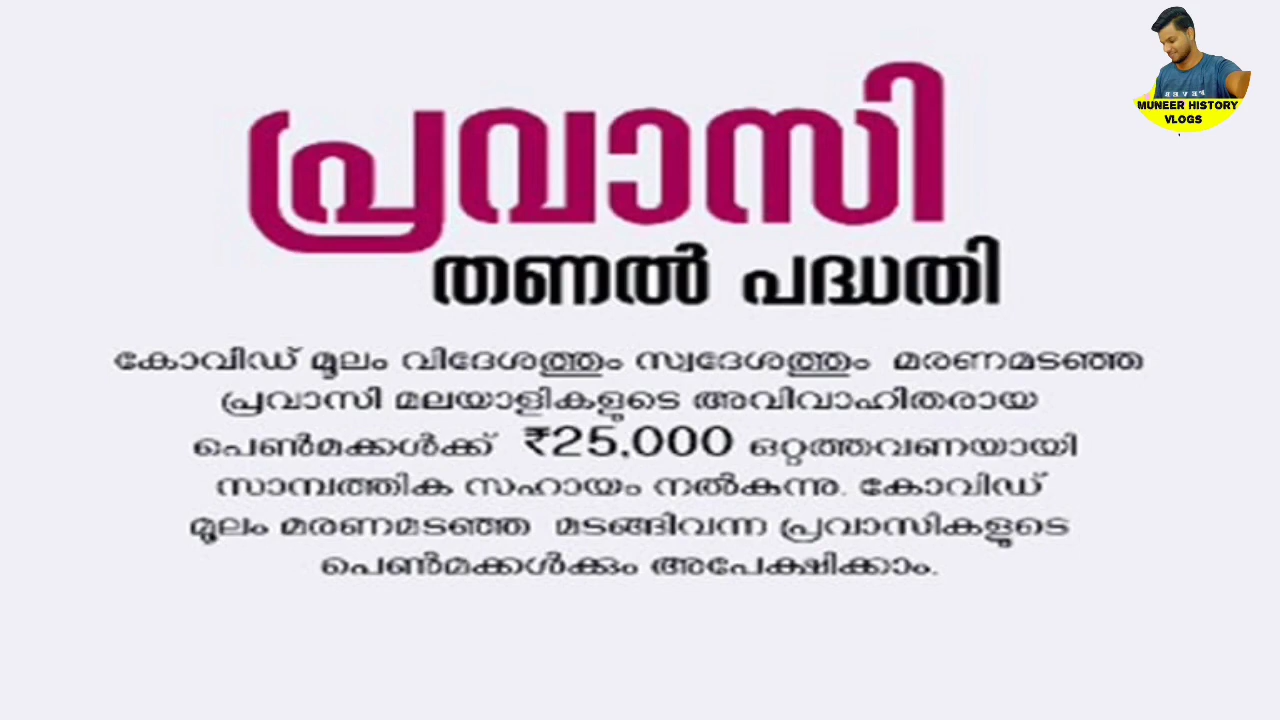 MUNEER HISTORY
VLOGS
പ്രവാസി
തണൽ പദ്ധതി
കോവിഡ് മൂലം വിദേശത്തും സ്വദേശത്തും മരണമടഞ്ഞ
പ്രവാസി മലയാളികളുടെ അവിവാഹിതരായ
പെൺമക്കൾക്ക് ₹25,000 ഒറ്റത്തവണയായി
സാമ്പത്തിക സഹായം നൽകുന്നു. കോവിഡ്
മൂലം മരണമടഞ്ഞ മടങ്ങിവന്ന പ്രവാസികളുടെ
പെൺമക്കൾക്കും അപേക്ഷിക്കാം.